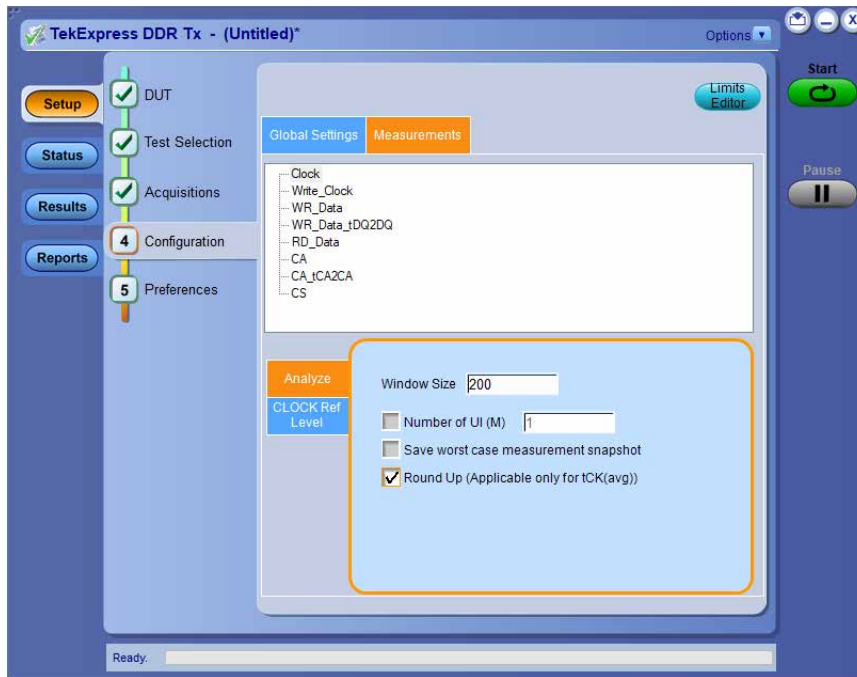 TekExpress DDR Tx - (Untitled)*
Options
X
Start
Pause
Setup
Status
Results
Reports
DUT
Test Selection
Acquisitions
4 Configuration
5 Preferences
Limits
Editor
Global Settings Measurements
Clock
Write_Clock
WR_Data
WR_Data_tDQ2DQ
RD_Data
CA
CA_tCA2CA
CS
Analyze
CLOCK Ref
Level
Window Size 200
Number of UI (M) 1
Save worst case measurement snapshot
Round Up (Applicable only for tCK(avg))
Ready.